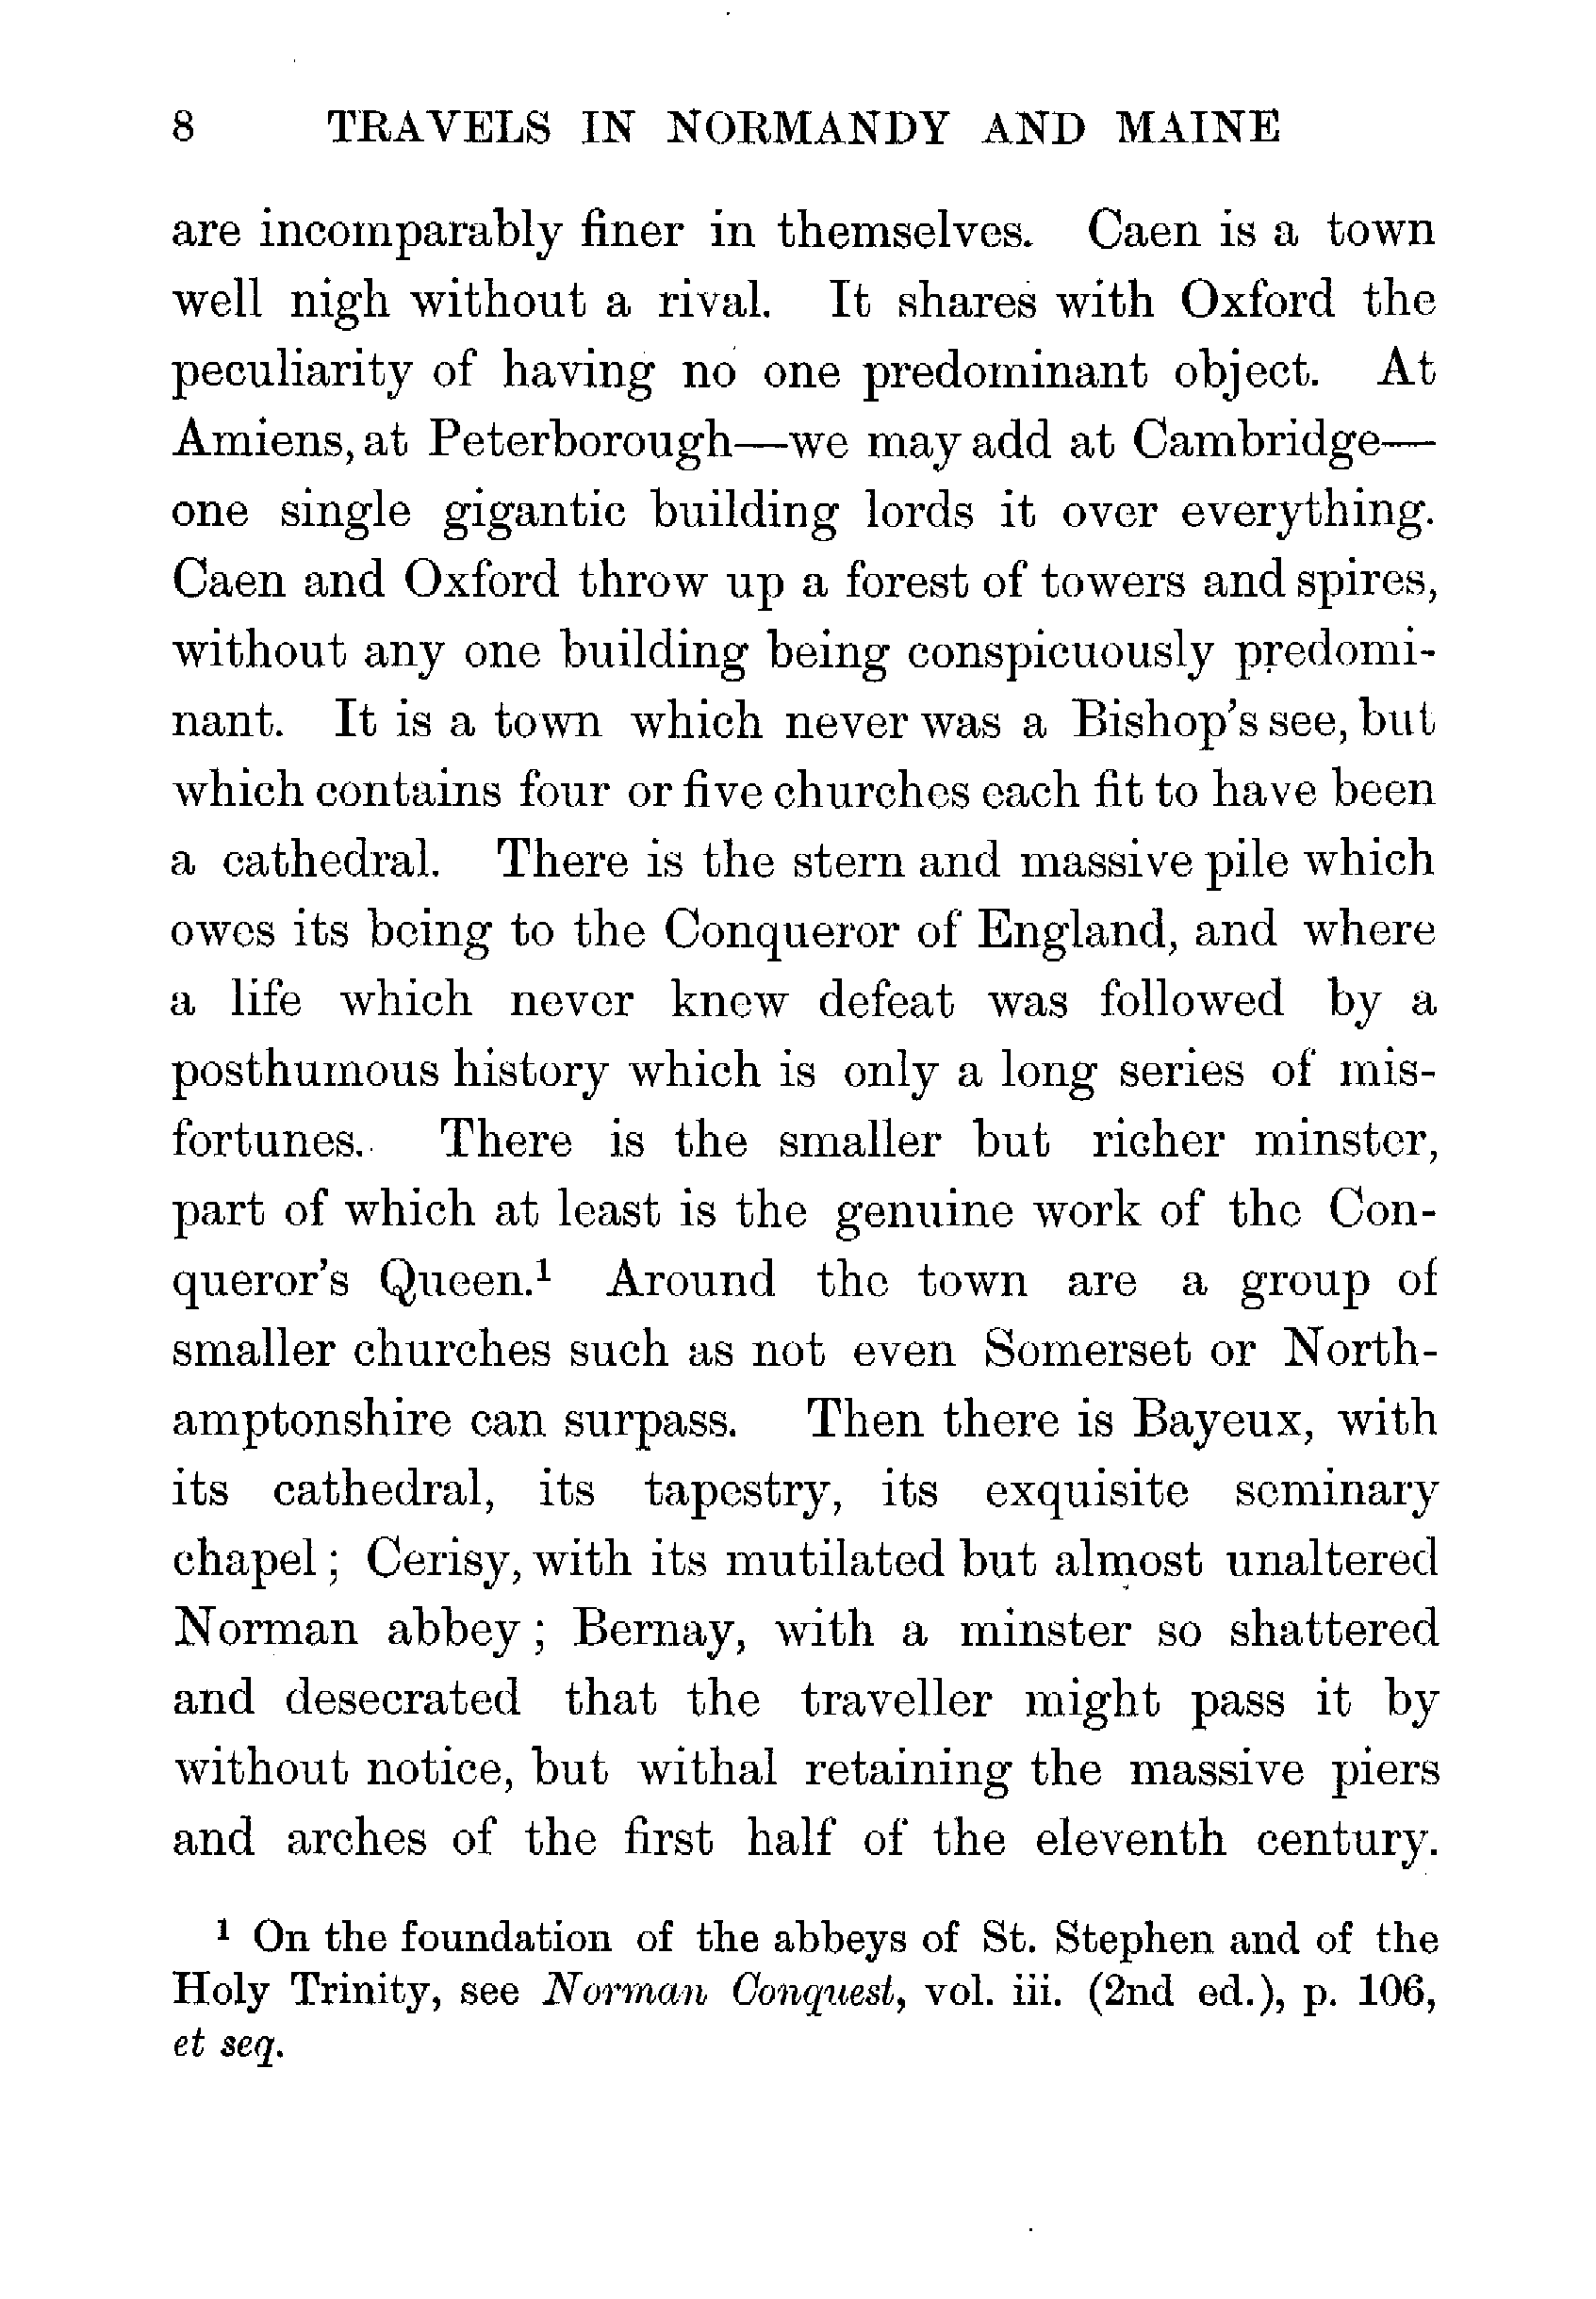 8 TRAVELS IN NORMANDY AND MAINE
are incomparably finer in themselves. Caen is a town
well nigh without a rival. It shares with Oxford the
peculiarity of having no one predominant object. At
Amiens, at Peterborough—we may add at Cambridge—
one single gigantic building lords it over everything.
Caen and Oxford throw up a forest of towers and spires,
without any one building being conspicuously predomi-
nant. It is a town which never was a Bishop's see, but
which contains four or five churches each fit to have been
a cathedral. There is the stern and massive pile which
owes its being to the Conqueror of England, and where
a life which never knew defeat was followed by a
posthumous history which is only a long series of mis-
fortunes. There is the smaller but richer minster,
part of which at least is the genuine work of the Con-
queror's Queen.¹ Around the town are a group of
smaller churches such as not even Somerset or North-
amptonshire can surpass. Then there is Bayeux, with
its cathedral, its tapestry, its exquisite seminary
chapel; Cerisy, with its mutilated but almost unaltered
Norman abbey; Bernay, with a minster so shattered
and desecrated that the traveller might pass it by
without notice, but withal retaining the massive piers
and arches of the first half of the eleventh century.
¹ On the foundation of the abbeys of St. Stephen and of the
Holy Trinity, see Norman Conquest, vol. iii. (2nd ed.), p. 106,
et seq.